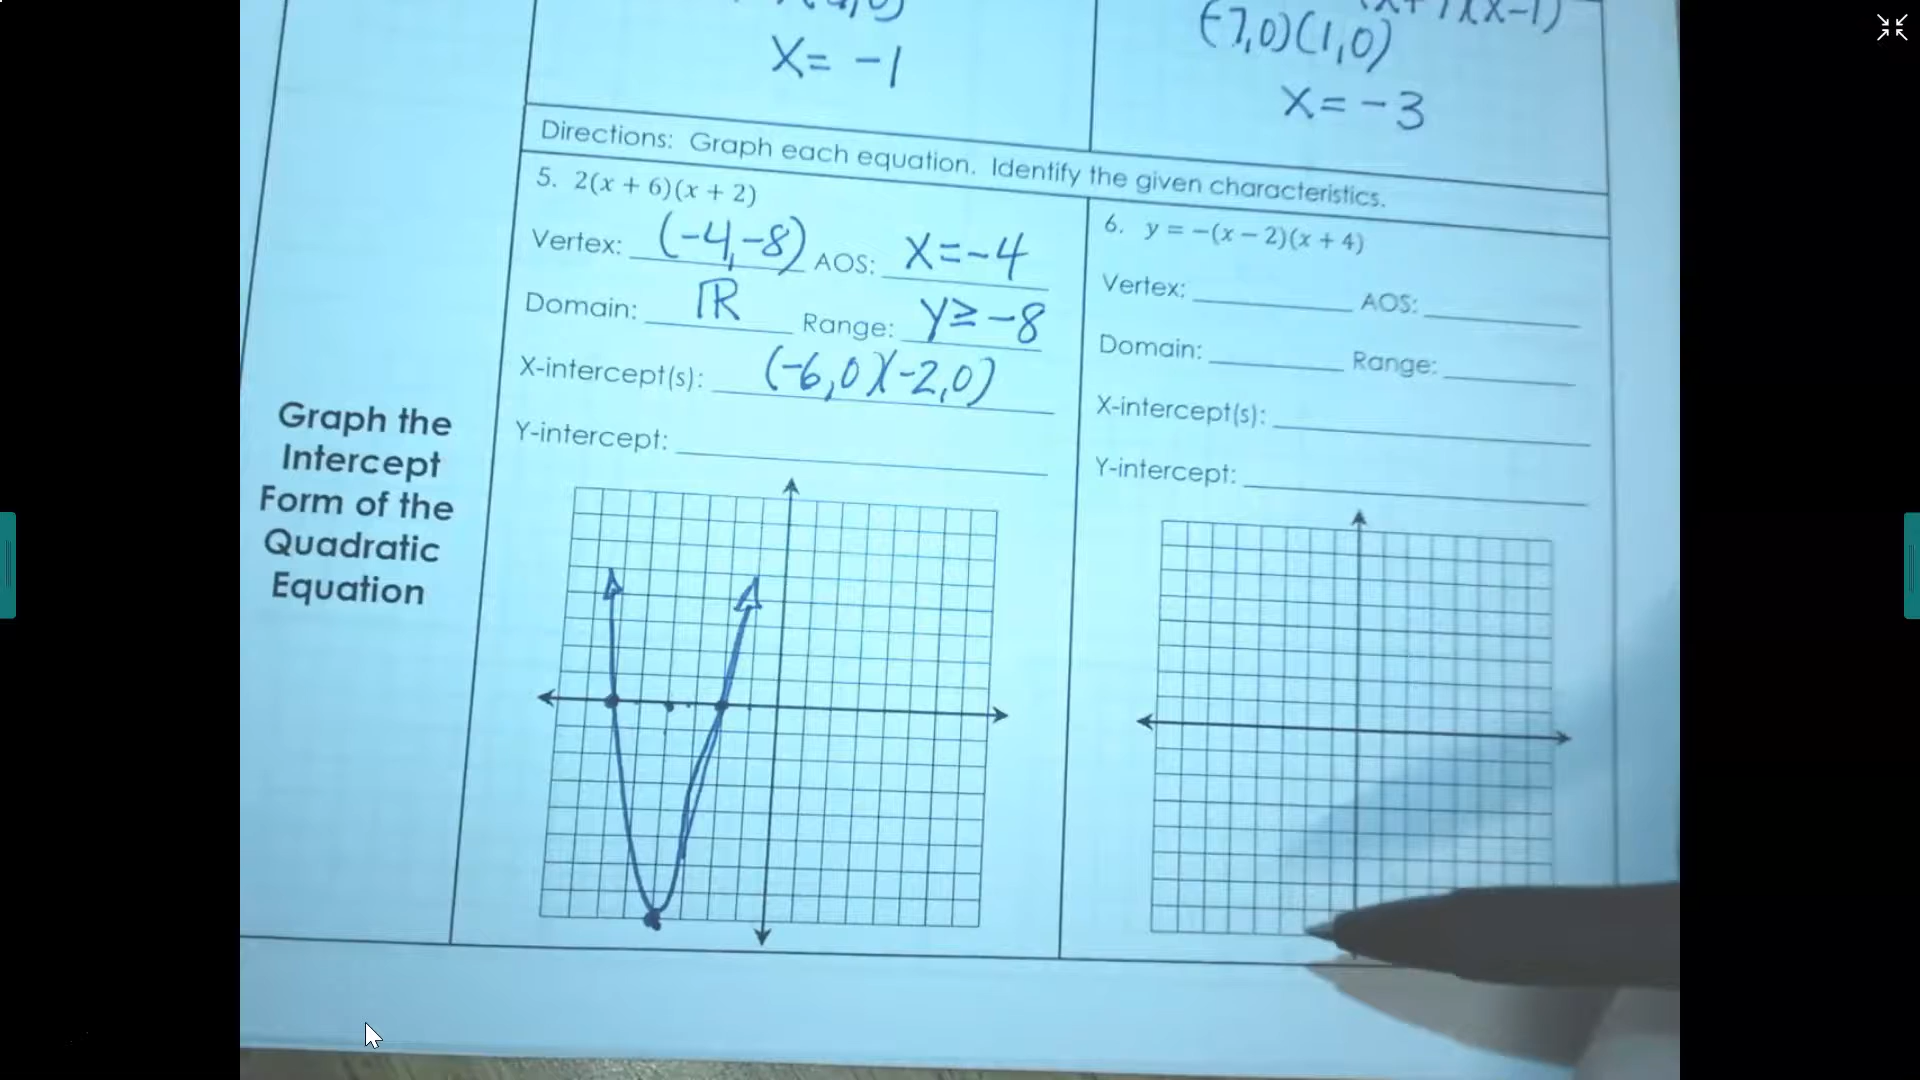 X= -1
(-7,0)(1,0)
X= -3
Directions: Graph each equation. Identify the given characteristics.
5. 2(x + 6)(x + 2)
Vertex: (-4,-8) AOS: X=-4
Domain: ℝ Range: Y≥-8
X-intercept(s): (-6,0)(-2,0)
Y-intercept:
6. y = -(x - 2)(x + 4)
Vertex: AOS:
Domain: Range:
X-intercept(s):
Y-intercept:
Graph the
Intercept
Form of the
Quadratic
Equation